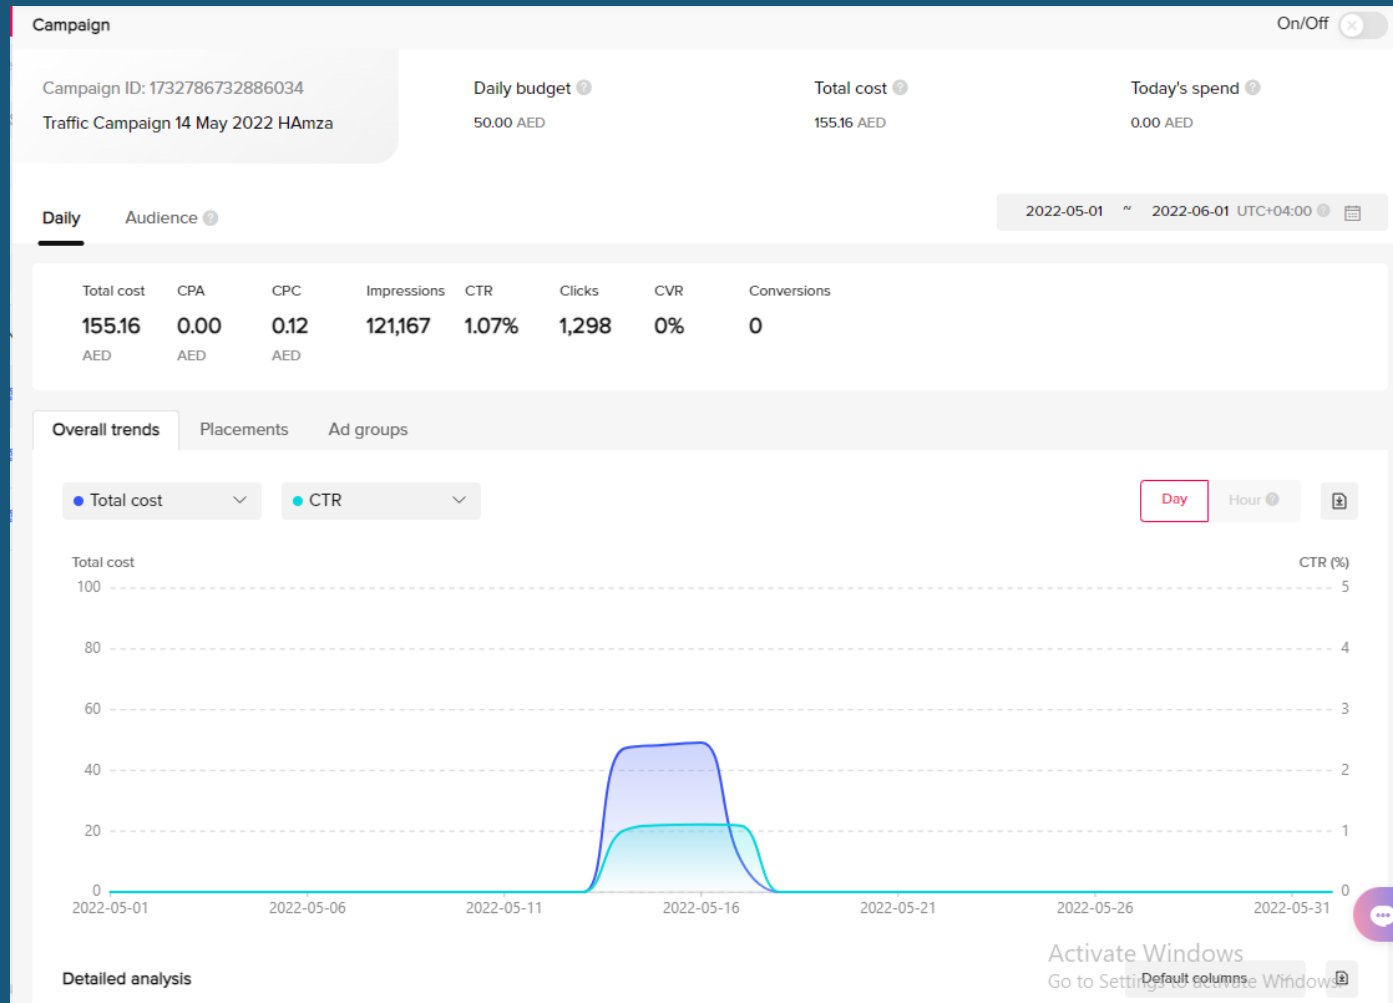 Campaign
On/Off
Campaign ID: 1732786732886034
Traffic Campaign 14 May 2022 HAmza
Daily budget
50.00 AED
Total cost
155.16 AED
Today's spend
0.00 AED
Daily Audience
2022-05-01 ~ 2022-06-01 UTC+04:00
Total cost CPA CPC Impressions CTR Clicks CVR Conversions
155.16 0.00 0.12 121,167 1.07% 1,298 0% 0
AED AED AED
Overall trends Placements Ad groups
Total cost CTR Day Hour
Total cost CTR (%)
100 5
80 4
60 3
40 2
20 1
0 0
2022-05-01 2022-05-06 2022-05-11 2022-05-16 2022-05-21 2022-05-26 2022-05-31
Activate Windows
Go to Settings to activate Windows.
Detailed analysis Default columns